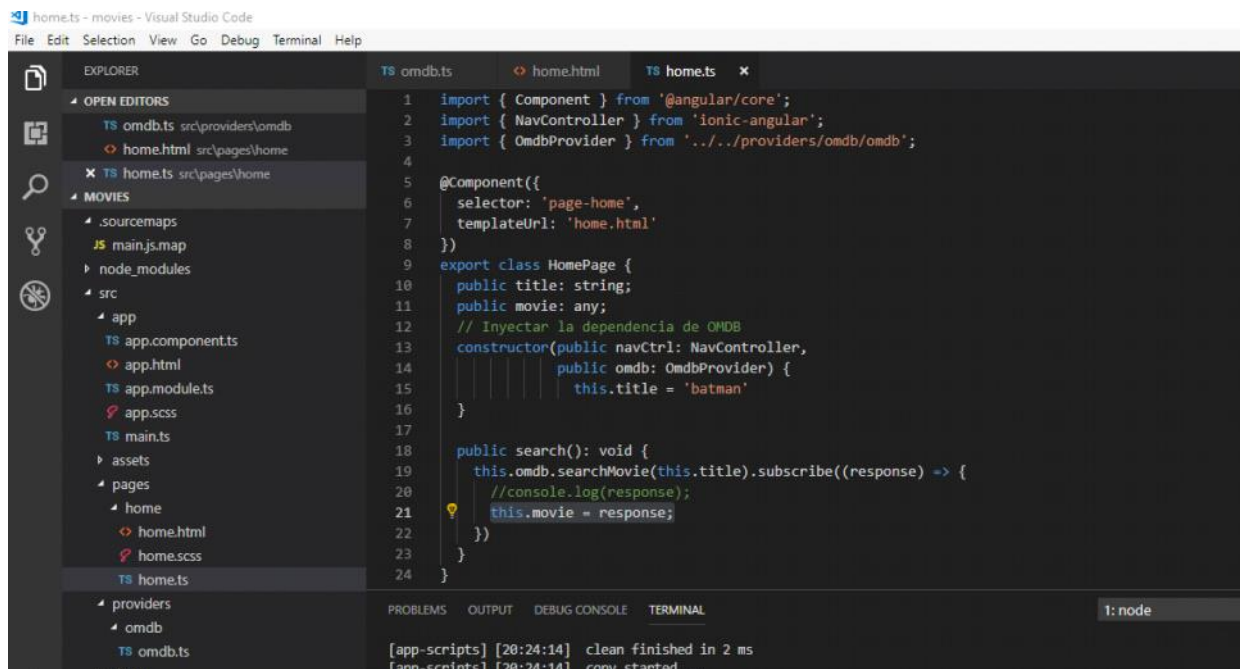 home.ts - movies - Visual Studio Code
File Edit Selection View Go Debug Terminal Help
EXPLORER
OPEN EDITORS
TS omdb.ts src\providers\omdb
<> home.html src\pages\home
× TS home.ts src\pages\home
MOVIES
.sourcemaps
JS main.js.map
node_modules
src
app
TS app.component.ts
<> app.html
TS app.module.ts
app.scss
TS main.ts
assets
pages
home
<> home.html
home.scss
TS home.ts
providers
omdb
TS omdb.ts
TS omdb.ts <> home.html TS home.ts ×
1 import { Component } from '@angular/core';
2 import { NavController } from 'ionic-angular';
3 import { OmdbProvider } from '../../providers/omdb/omdb';
4
5 @Component({
6   selector: 'page-home',
7   templateUrl: 'home.html'
8 })
9 export class HomePage {
10   public title: string;
11   public movie: any;
12   // Inyectar la dependencia de OMDB
13   constructor(public navCtrl: NavController,
14               public omdb: OmdbProvider) {
15                 this.title = 'batman'
16   }
17
18   public search(): void {
19     this.omdb.searchMovie(this.title).subscribe((response) => {
20       //console.log(response);
21       this.movie = response;
22     })
23   }
24 }
PROBLEMS OUTPUT DEBUG CONSOLE TERMINAL 1: node
[app-scripts] [20:24:14] clean finished in 2 ms
[app-scripts] [20:24:14] copy started